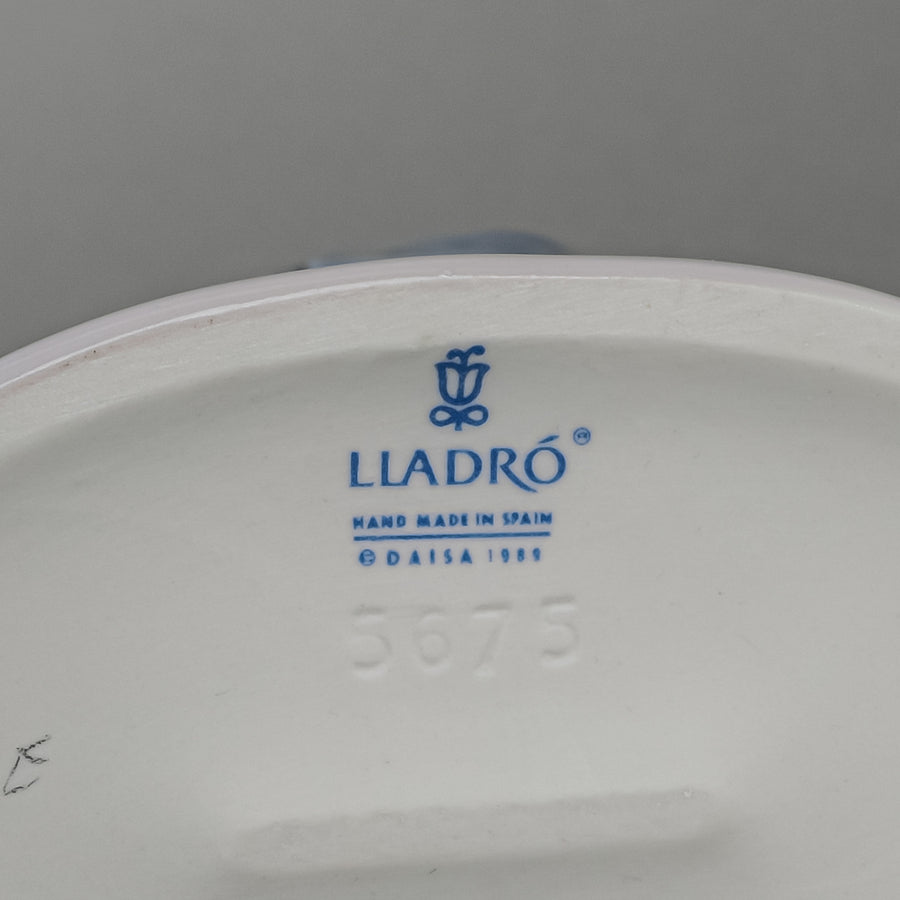 LLADRÓ®
HAND MADE IN SPAIN
© DAISA 1989
5675
E